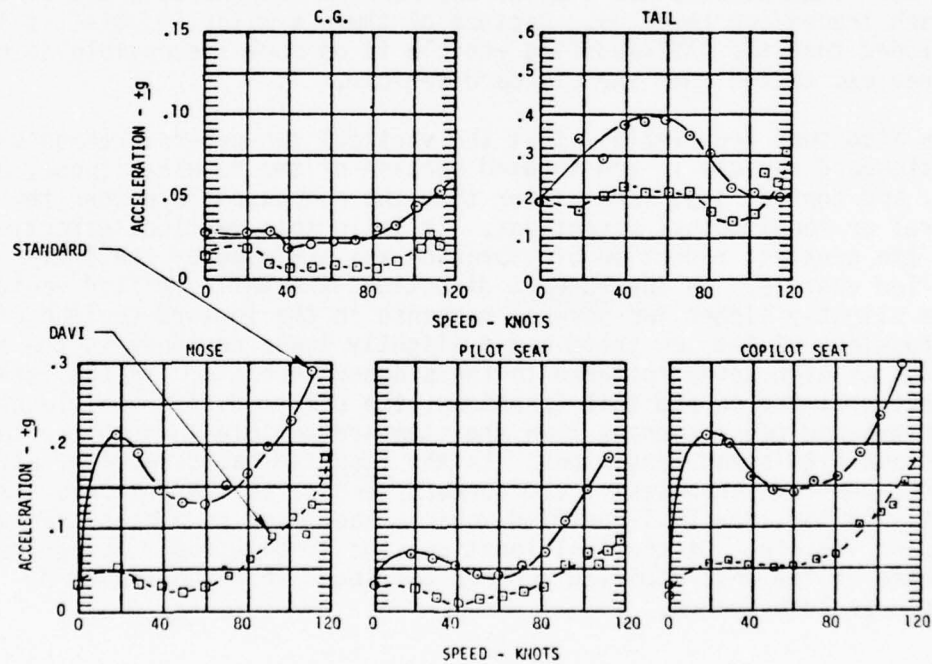 C.G.
TAIL
ACCELERATION - ±g
.15
.10
.05
0
0 40 80 120
SPEED - KNOTS
.6
.5
.4
.3
.2
.1
0
0 40 80 120
SPEED - KNOTS
STANDARD
DAVI
NOSE
PILOT SEAT
COPILOT SEAT
ACCELERATION - ±g
.3
.2
.1
0
0 40 80 120
0 40 80 120
0 40 80 120
SPEED - KNOTS